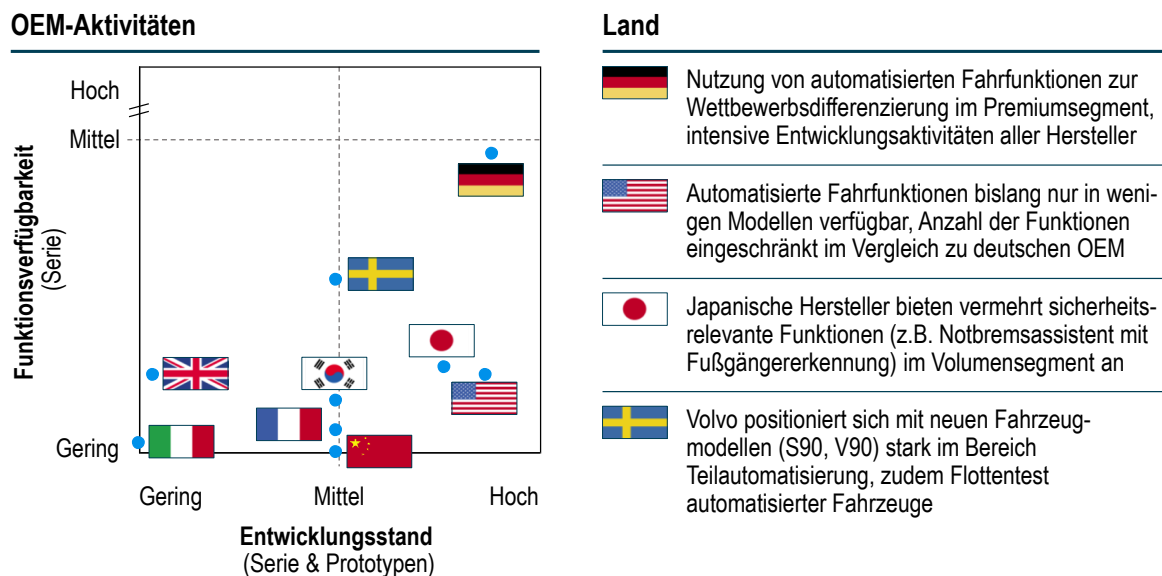 OEM-Aktivitäten
Hoch
Mittel
Gering
Funktionsverfügbarkeit
(Serie)
Gering
Mittel
Hoch
Entwicklungsstand
(Serie & Prototypen)
Land
Nutzung von automatisierten Fahrfunktionen zur
Wettbewerbsdifferenzierung im Premiumsegment,
intensive Entwicklungsaktivitäten aller Hersteller
Automatisierte Fahrfunktionen bislang nur in weni-
gen Modellen verfügbar, Anzahl der Funktionen
eingeschränkt im Vergleich zu deutschen OEM
Japanische Hersteller bieten vermehrt sicherheits-
relevante Funktionen (z.B. Notbremsassistent mit
Fußgängererkennung) im Volumensegment an
Volvo positioniert sich mit neuen Fahrzeug-
modellen (S90, V90) stark im Bereich
Teilautomatisierung, zudem Flottentest
automatisierter Fahrzeuge